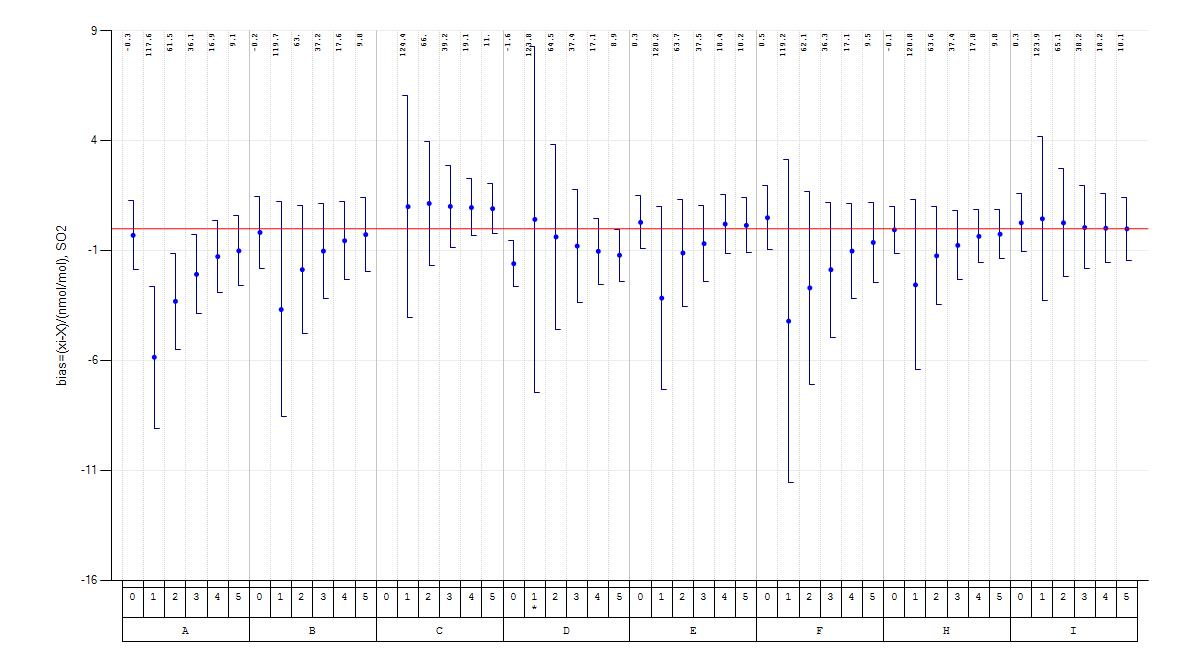 -0.3 117.6 61.5 36.1 16.9 9.1 -0.2 119.7 63. 37.2 17.6 9.8 124.4 66. 39.2 19.1 11. -1.6 123.8 64.5 37.4 17.1 8.9 0.3 120.2 63.7 37.5 18.4 10.2 0.5 119.2 62.1 36.3 17.1 9.5 -0.1 120.8 63.6 37.4 17.8 9.8 0.3 123.9 65.1 38.2 18.2 10.1
9
4
-1
-6
-11
-16
bias=(xi-X)/(nmol/mol), SO2
0 1 2 3 4 5 0 1 2 3 4 5 0 1 2 3 4 5 0 1 2 3 4 5 0 1 2 3 4 5 0 1 2 3 4 5 0 1 2 3 4 5 0 1 2 3 4 5
*
A B C D E F H I